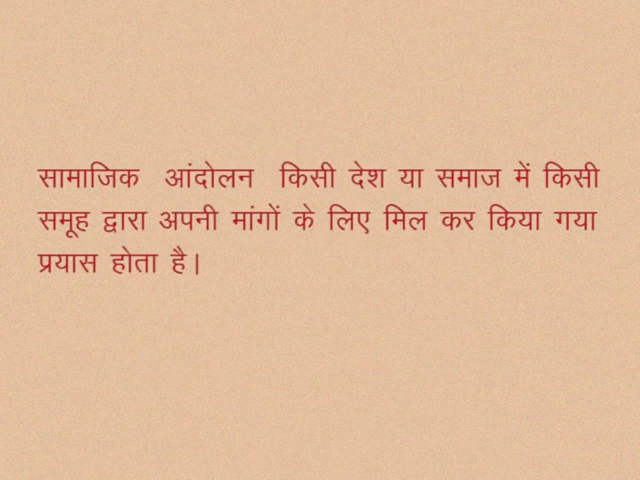 सामाजिक आंदोलन किसी देश या समाज में किसी
समूह द्वारा अपनी मांगों के लिए मिल कर किया गया
प्रयास होता है।